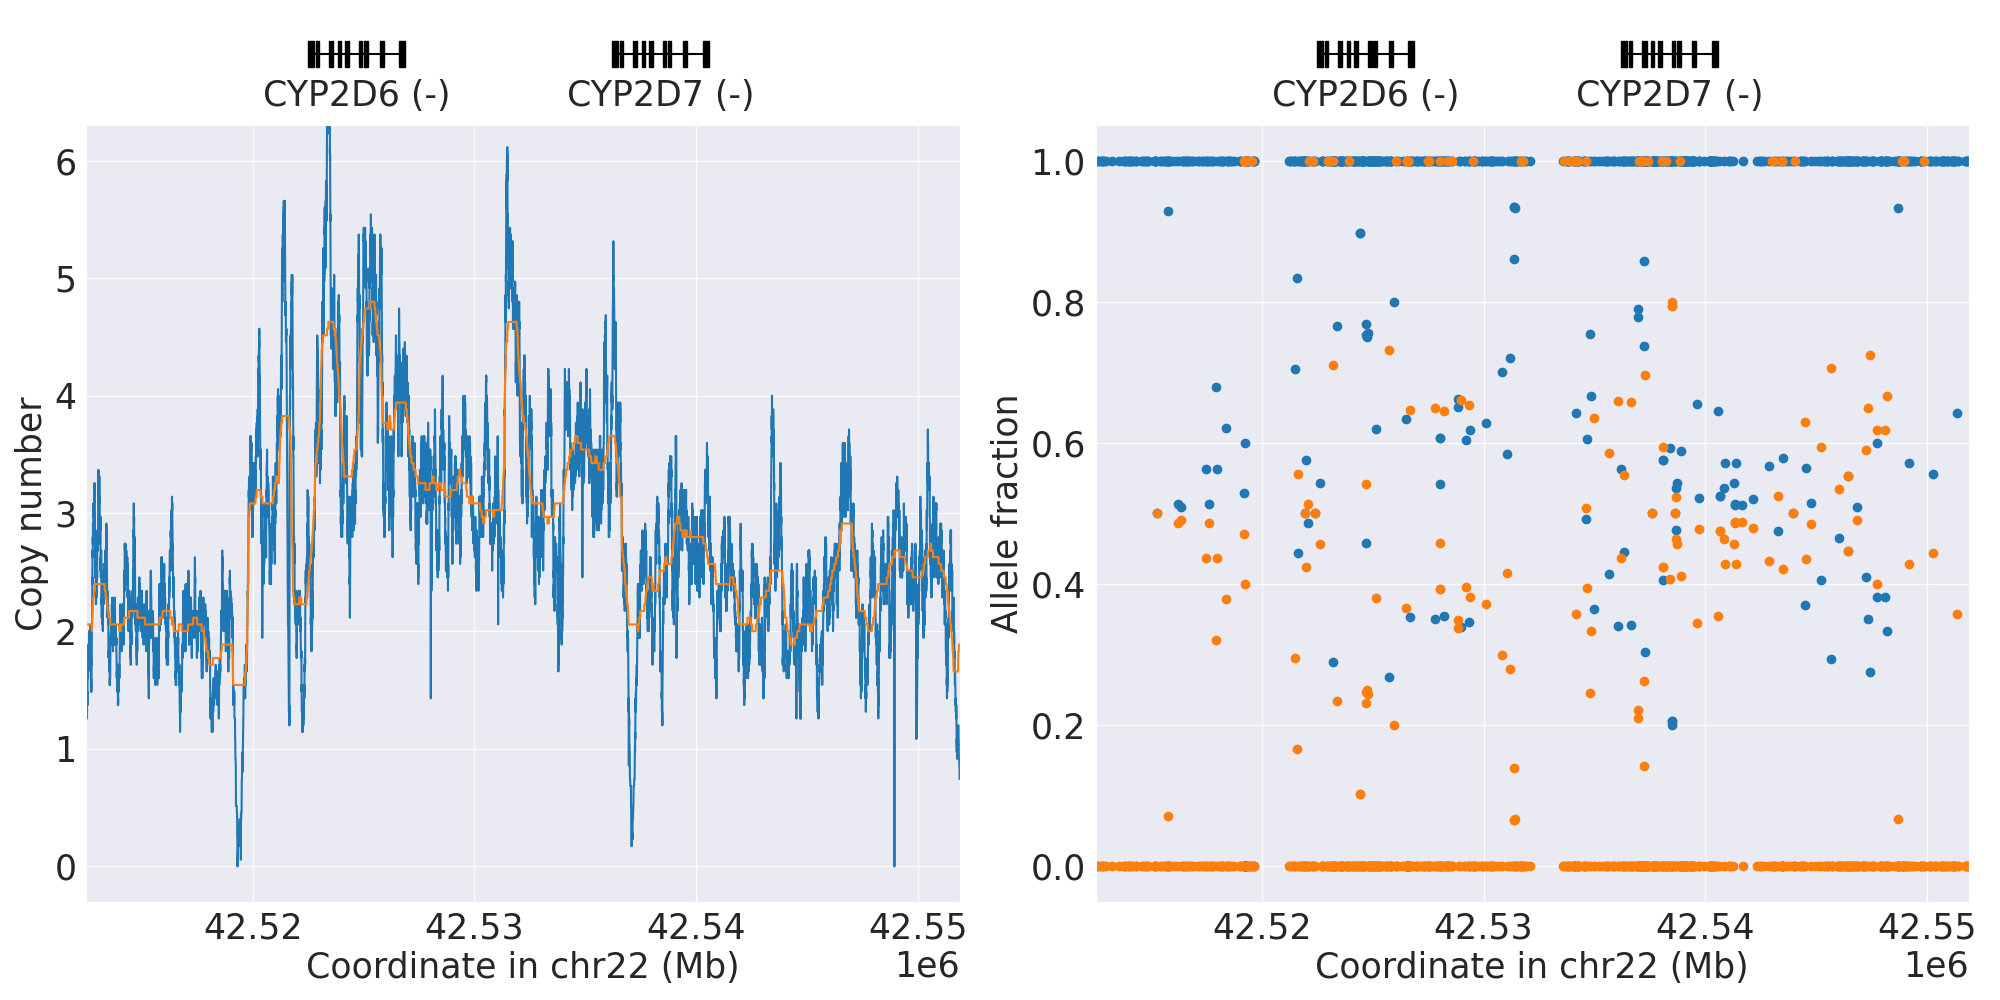 CYP2D6 (-)
CYP2D7 (-)
6
5
4
3
2
1
0
Copy number
42.52
42.53
42.54
42.55
Coordinate in chr22 (Mb)
1e6
CYP2D6 (-)
CYP2D7 (-)
1.0
0.8
0.6
0.4
0.2
0.0
Allele fraction
42.52
42.53
42.54
42.55
Coordinate in chr22 (Mb)
1e6